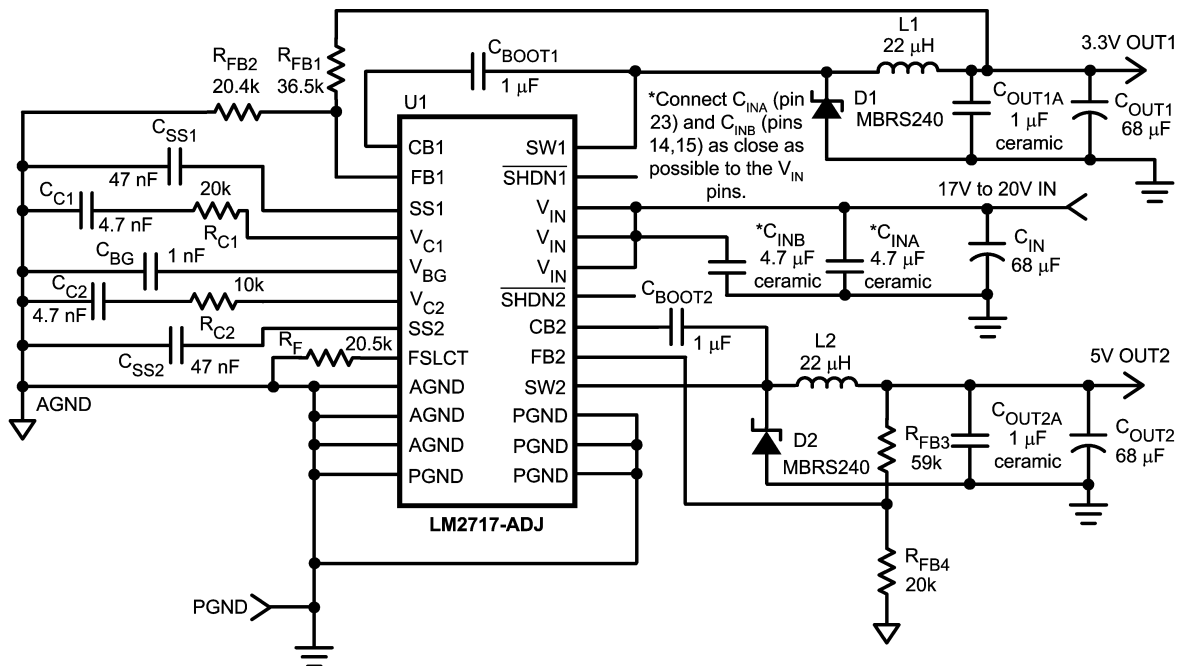 L1
22 µH
3.3V OUT1
CBOOT1
1 µF
RFB2
20.4k
RFB1
36.5k
U1
*Connect CINA (pin
23) and CINB (pins
14,15) as close as
possible to the VIN
pins.
D1
MBRS240
COUT1A
1 µF
ceramic
COUT1
68 µF
CSS1
47 nF
CC1
4.7 nF
20k
RC1
CBG
1 nF
CC2
4.7 nF
10k
RC2
CSS2
47 nF
RF
20.5k
AGND
CB1
FB1
SS1
VC1
VBG
VC2
SS2
FSLCT
AGND
AGND
AGND
PGND
SW1
SHDN1
VIN
VIN
VIN
SHDN2
CB2
FB2
SW2
PGND
PGND
PGND
LM2717-ADJ
17V to 20V IN
*CINB
4.7 µF
ceramic
*CINA
4.7 µF
ceramic
CIN
68 µF
CBOOT2
1 µF
L2
22 µH
5V OUT2
D2
MBRS240
RFB3
59k
COUT2A
1 µF
ceramic
COUT2
68 µF
RFB4
20k
PGND